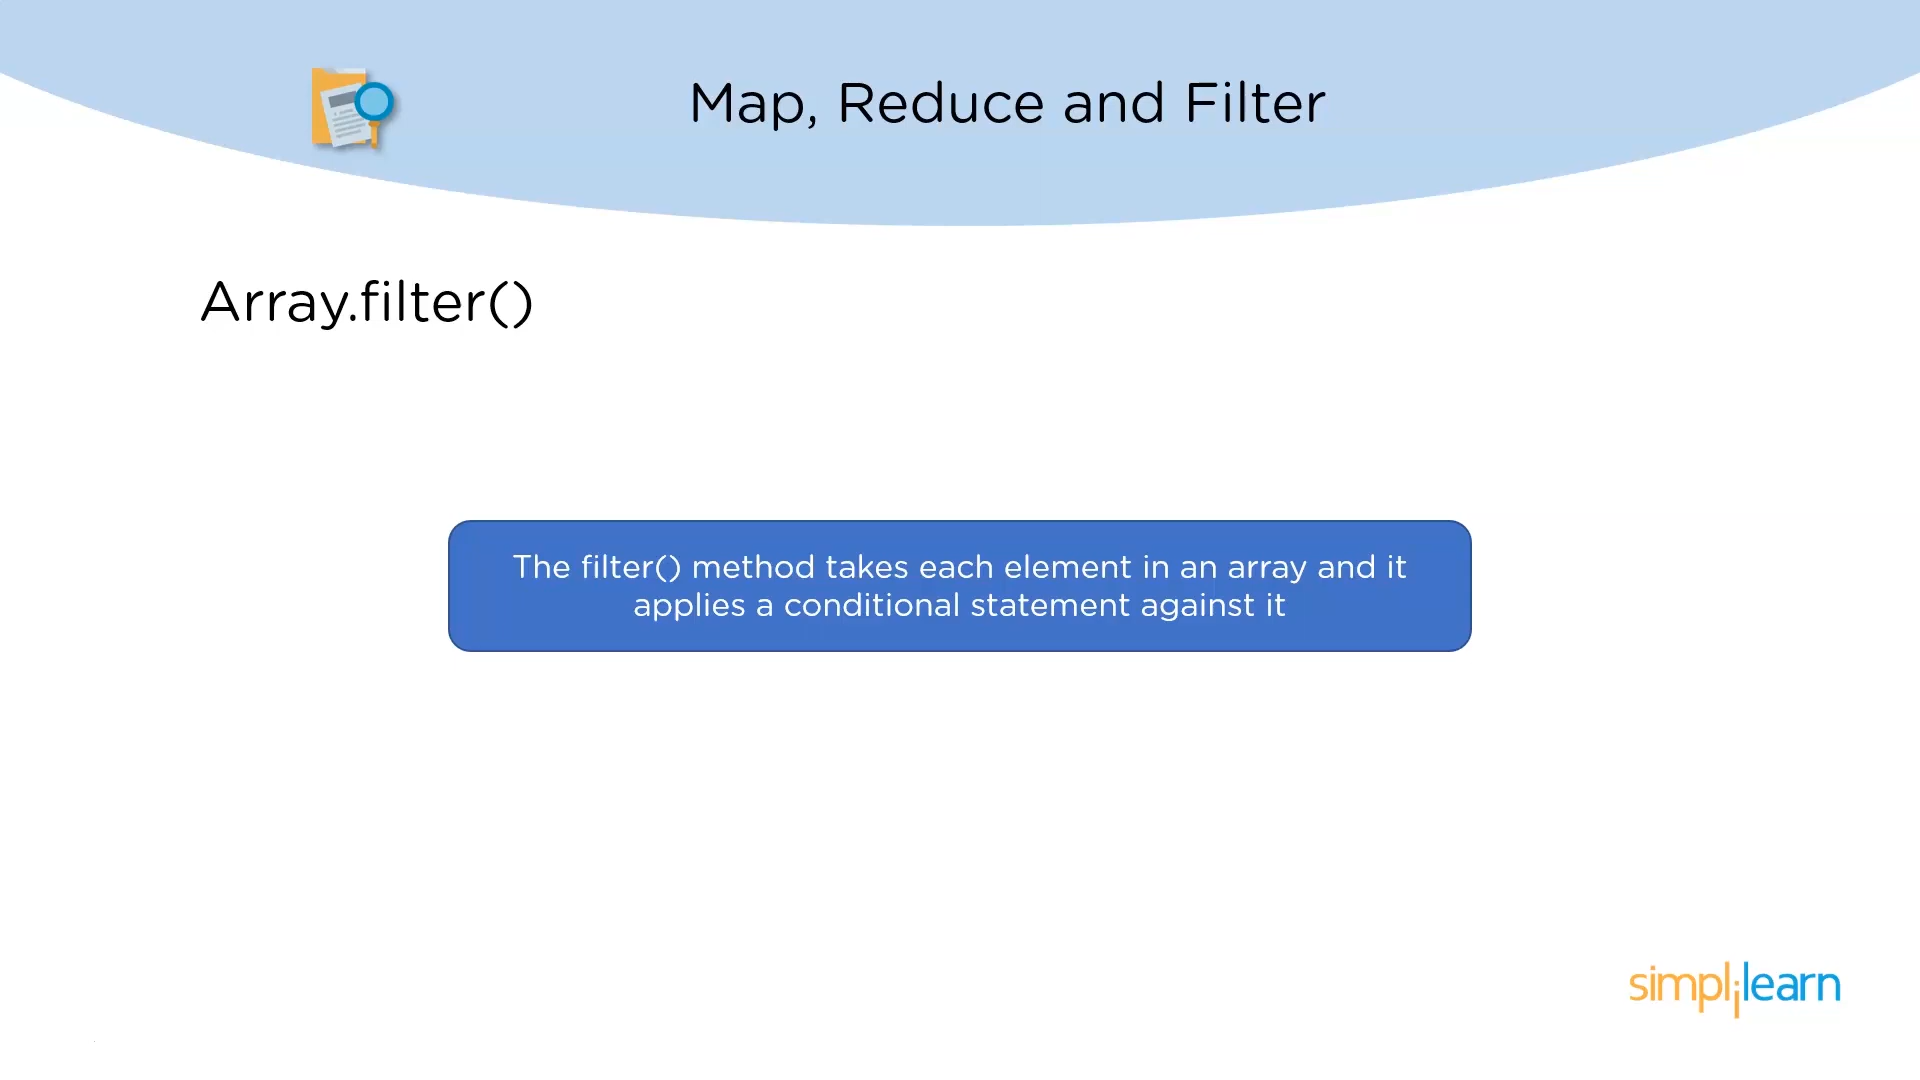 Map, Reduce and Filter
Array.filter()
The filter() method takes each element in an array and it
applies a conditional statement against it
simplilearn